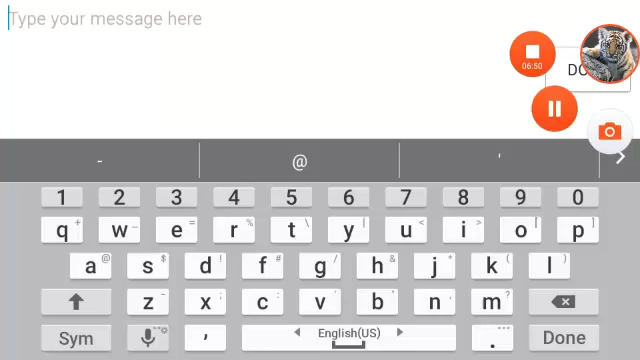 Type your message here
06:50
DO
- @ '
1 2 3 4 5 6 7 8 9 0
q + w _ e = r % t \ y | u < i > o [ p ]
a @ s $ d ! f # g / h & j * k ( l )
z x ; c : v b n , m ?
Sym , English(US) . Done